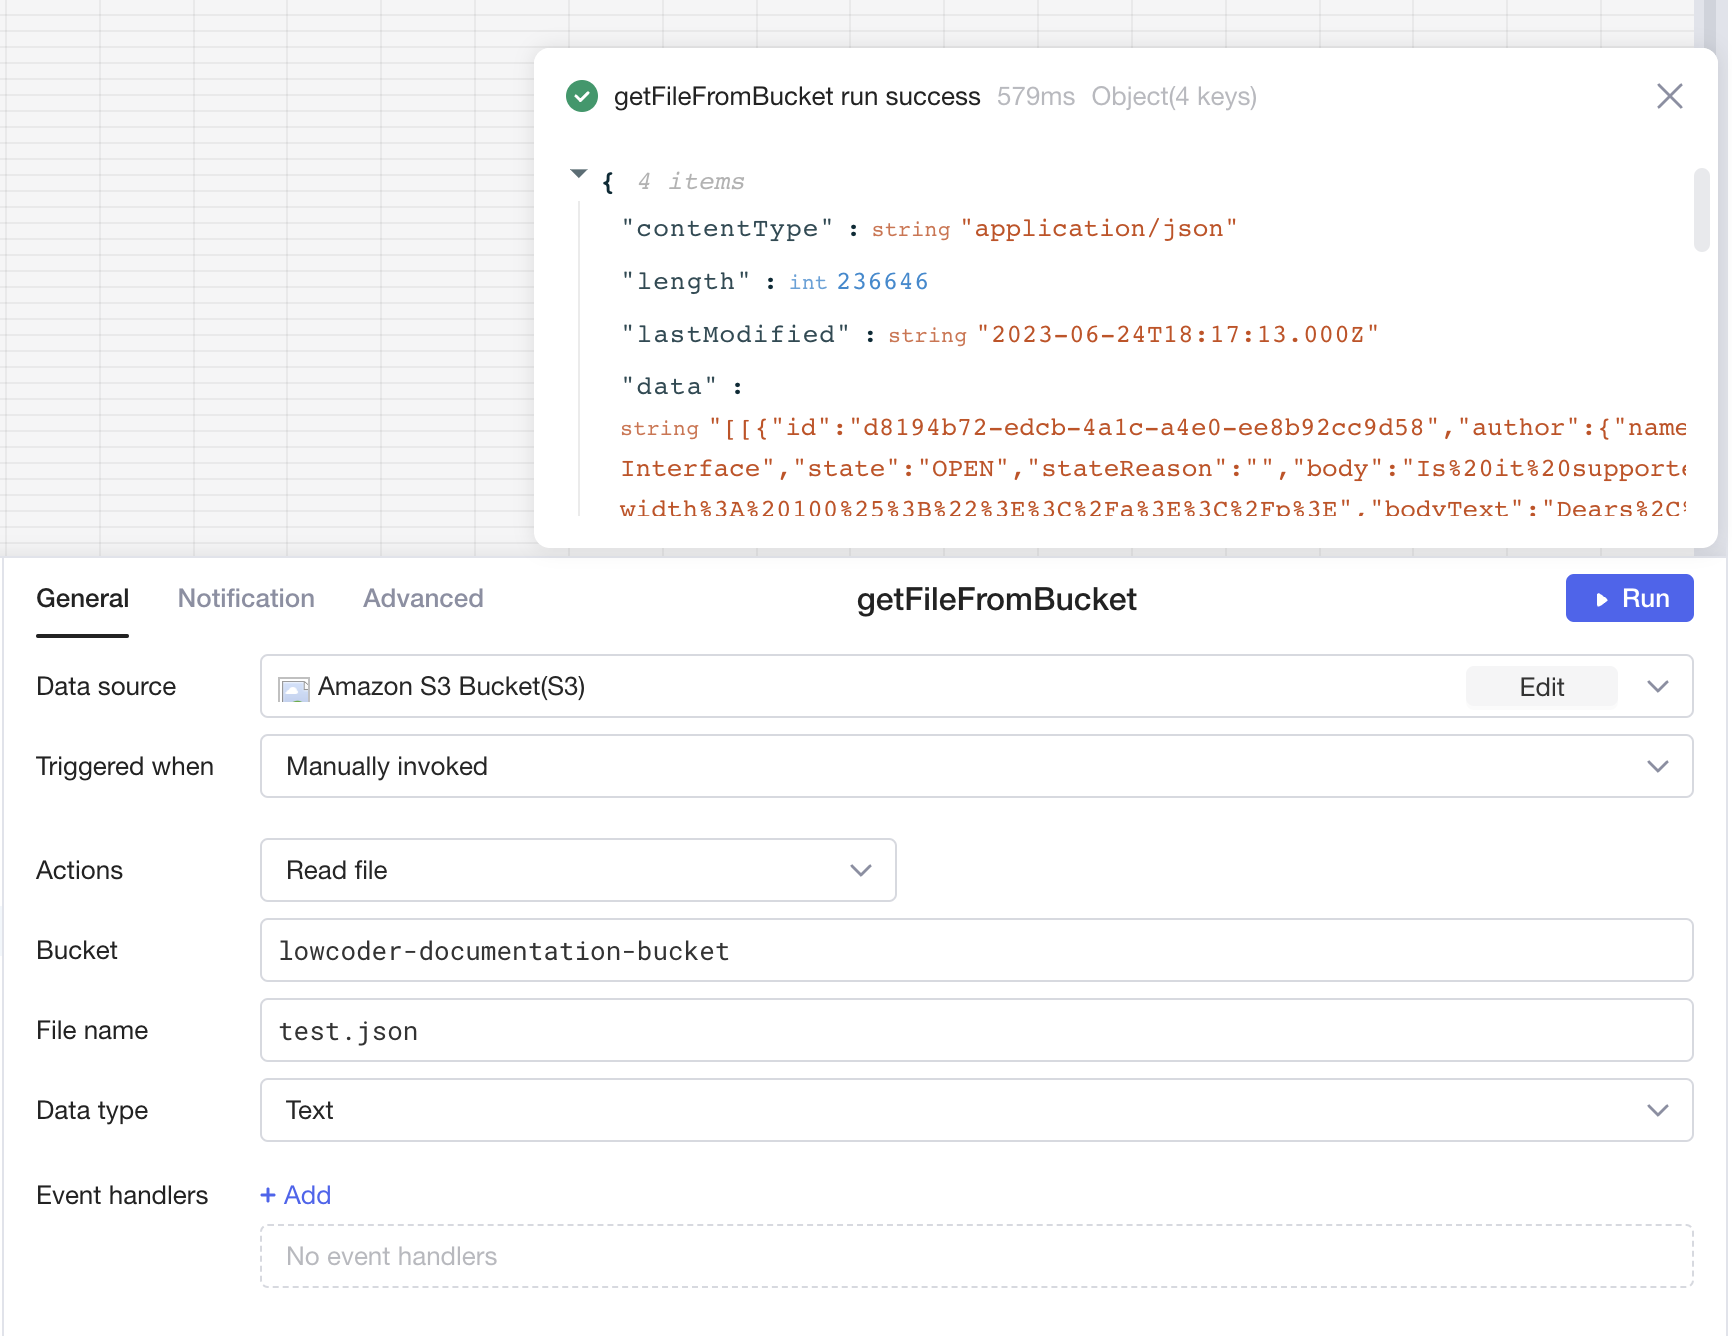 getFileFromBucket run success 579ms Object(4 keys)
{ 4 items
"contentType" : string "application/json"
"length" : int 236646
"lastModified" : string "2023-06-24T18:17:13.000Z"
"data" :
string "[[{"id":"d8194b72-edcb-4a1c-a4e0-ee8b92cc9d58","author":{"name
Interface","state":"OPEN","stateReason":"","body":"Is%20it%20supporte
width%3A%20100%25%3B%22%3E%3C%2Fa%3E%3C%2Fp%3E","bodyText":"Dears%2C%
General Notification Advanced getFileFromBucket Run
Data source Amazon S3 Bucket(S3) Edit
Triggered when Manually invoked
Actions Read file
Bucket lowcoder-documentation-bucket
File name test.json
Data type Text
Event handlers + Add
No event handlers